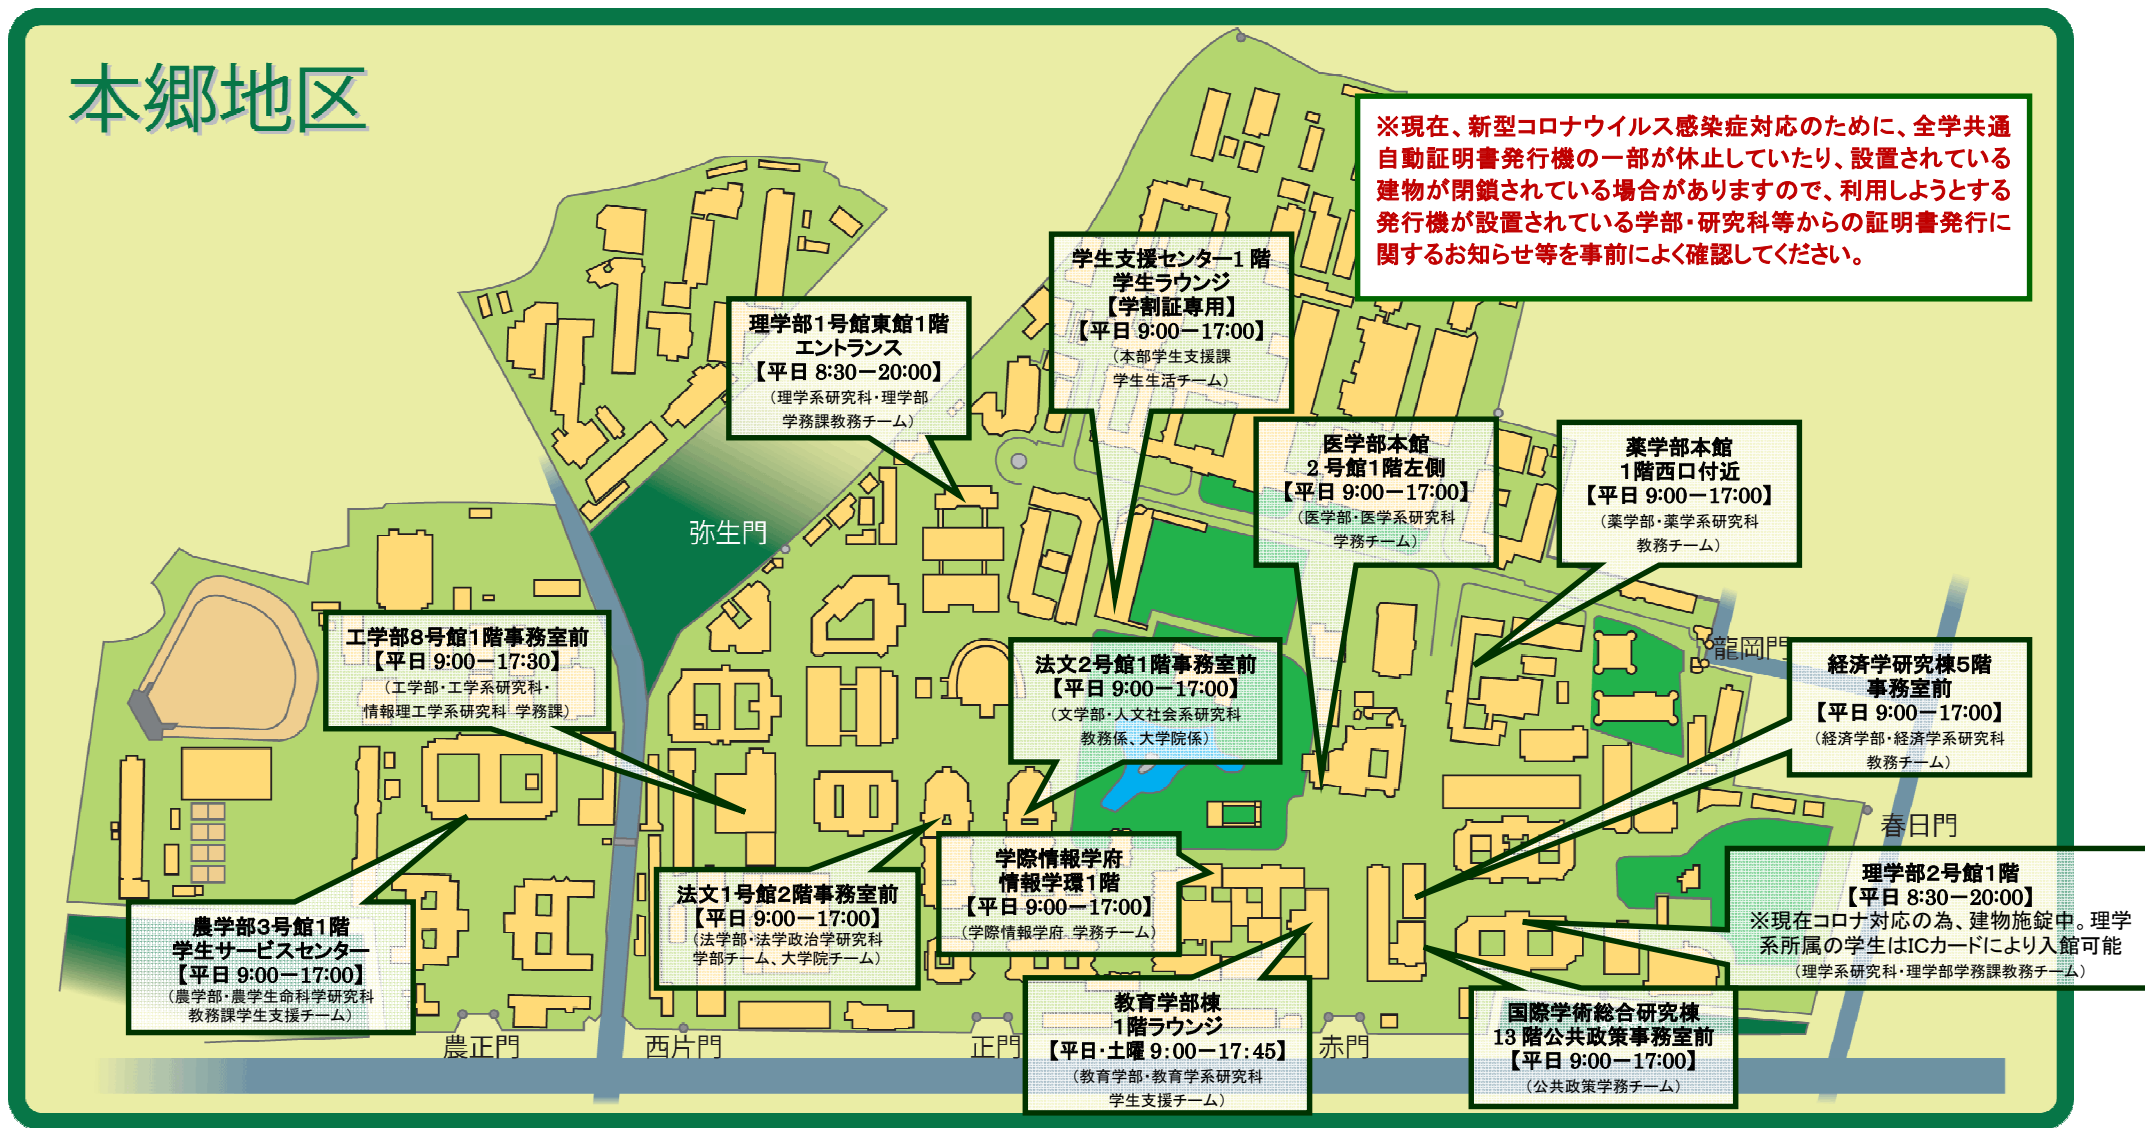 本郷地区
※現在、新型コロナウイルス感染症対応のために、全学共通
自動証明書発行機の一部が休止していたり、設置されている
建物が閉鎖されている場合がありますので、利用しようとする
発行機が設置されている学部・研究科等からの証明書発行に
関するお知らせ等を事前によく確認してください。
学生支援センター1 階
学生ラウンジ
【学割証専用】
【平日 9:00－17:00】
（本部学生支援課
学生生活チーム）
理学部1号館東館1階
エントランス
【平日 8:30－20:00】
（理学系研究科・理学部
学務課教務チーム）
医学部本館
2 号館1階左側
【平日 9:00－17:00】
（医学部・医学系研究科
学務チーム）
薬学部本館
1階西口付近
【平日 9:00－17:00】
（薬学部・薬学系研究科
教務チーム）
弥生門
工学部8号館1階事務室前
【平日 9:00－17:30】
（工学部・工学系研究科・
情報理工学系研究科 学務課）
法文2号館1階事務室前
【平日 9:00－17:00】
（文学部・人文社会系研究科
教務係、大学院係）
龍岡門
経済学研究棟5階
事務室前
【平日 9:00－17:00】
（経済学部・経済学系研究科
教務チーム）
春日門
学際情報学府
情報学環1階
【平日 9:00－17:00】
（学際情報学府 学務チーム）
理学部2号館1階
【平日 8:30－20:00】
※現在コロナ対応の為、建物施錠中。理学
系所属の学生はICカードにより入館可能
（理学系研究科・理学部学務課教務チーム）
法文1号館2階事務室前
【平日 9:00－17:00】
（法学部・法学政治学研究科
学部チーム、大学院チーム）
農学部3号館1階
学生サービスセンター
【平日 9:00－17:00】
（農学部・農学生命科学研究科
教務課学生支援チーム）
教育学部棟
1階ラウンジ
【平日・土曜 9:00－17:45】
（教育学部・教育学系研究科
学生支援チーム）
国際学術総合研究棟
13 階公共政策事務室前
【平日 9:00－17:00】
（公共政策学務チーム）
農正門
西片門
正門
赤門